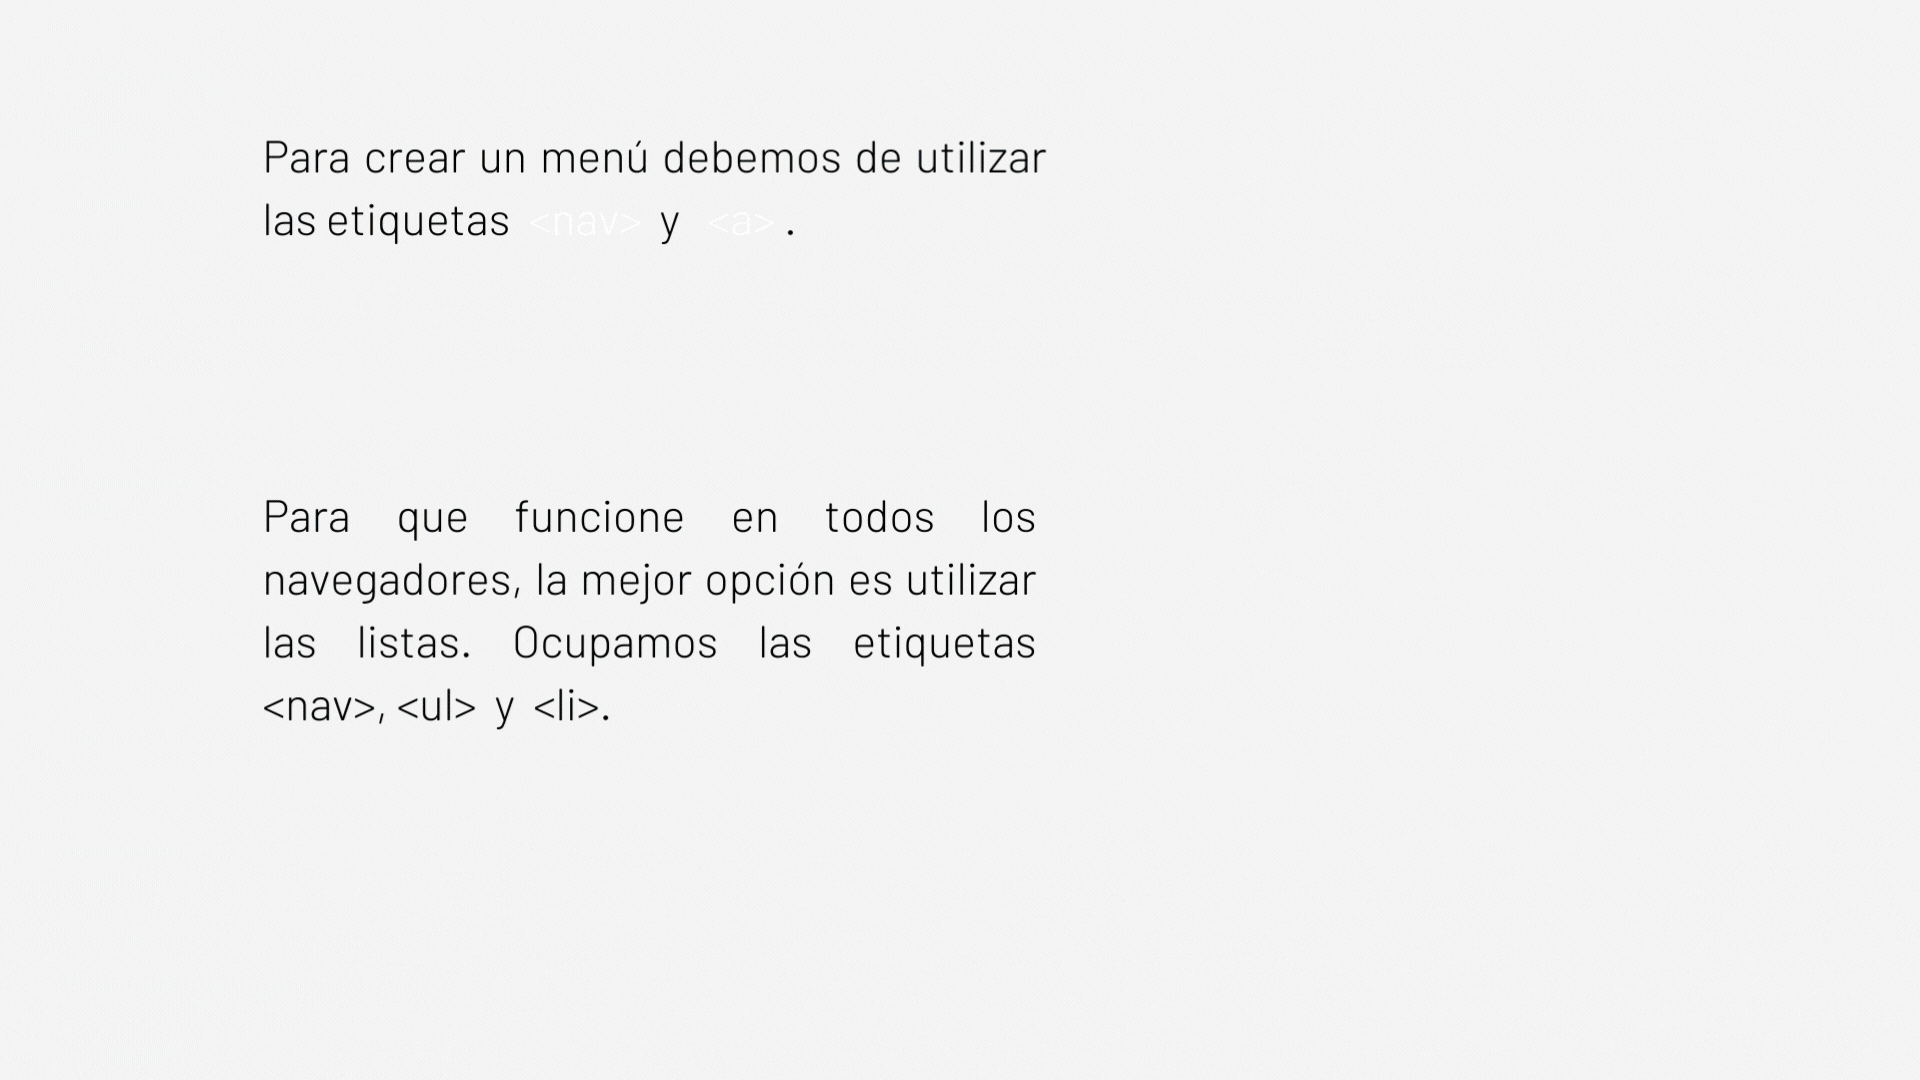 Para crear un menú debemos de utilizar
las etiquetas <nav> y <a> .
Para que funcione en todos los
navegadores, la mejor opción es utilizar
las listas. Ocupamos las etiquetas
<nav>, <ul> y <li>.